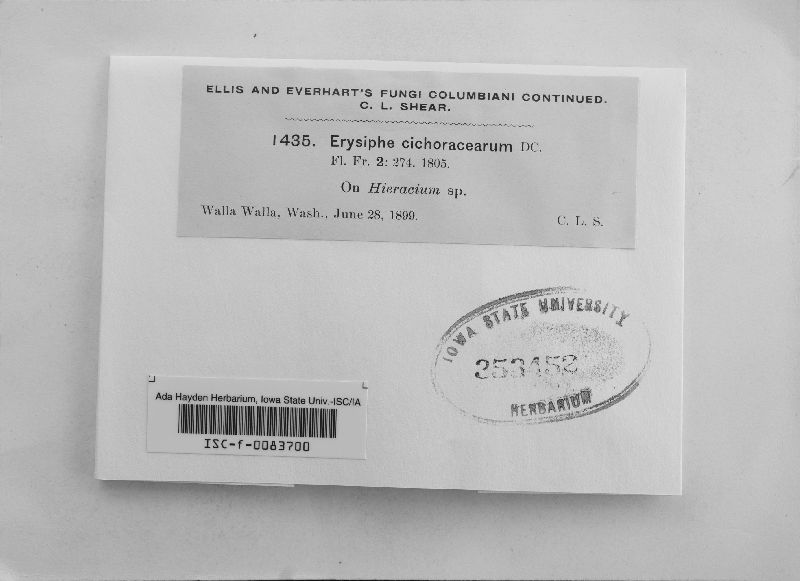 ELLIS AND EVERHART'S FUNGI COLUMBIANI CONTINUED.
C. L. SHEAR.
1435. Erysiphe cichoracearum DC.
Fl. Fr. 2: 274. 1805.
On Hieracium sp.
Walla Walla, Wash., June 28, 1899.
C. L. S.
IOWA STATE UNIVERSITY
353452
HERBARIUM
Ada Hayden Herbarium, Iowa State Univ.-ISC/IA
ISC-f-0083700